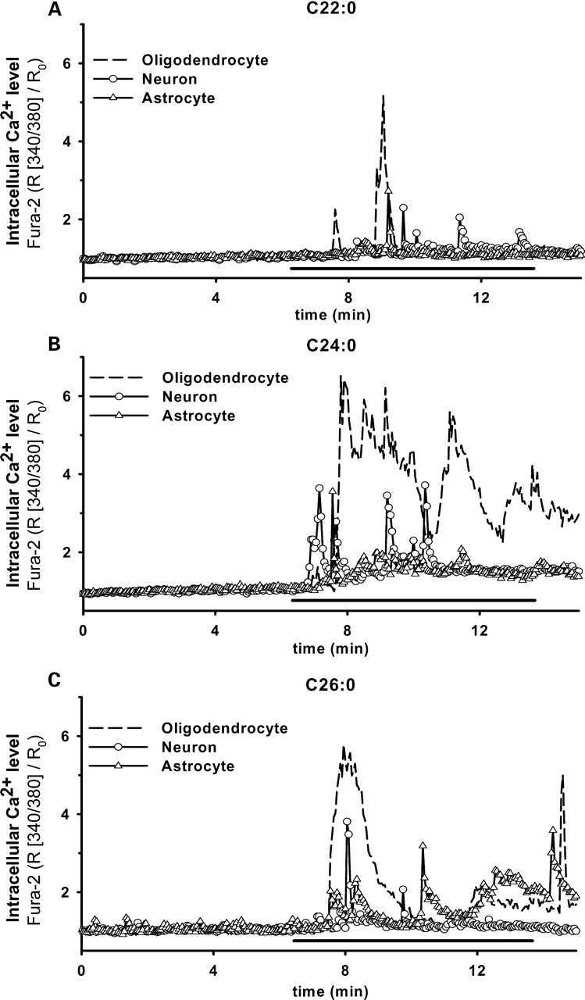 A
C22:0
Intracellular Ca2+ level
Fura-2 (R [340/380] / R0)
6
4
2
Oligodendrocyte
Neuron
Astrocyte
0
4
8
12
time (min)
B
C24:0
Intracellular Ca2+ level
Fura-2 (R [340/380] / R0)
6
4
2
Oligodendrocyte
Neuron
Astrocyte
0
4
8
12
time (min)
C
C26:0
Intracellular Ca2+ level
Fura-2 (R [340/380] / R0)
6
4
2
Oligodendrocyte
Neuron
Astrocyte
0
4
8
12
time (min)